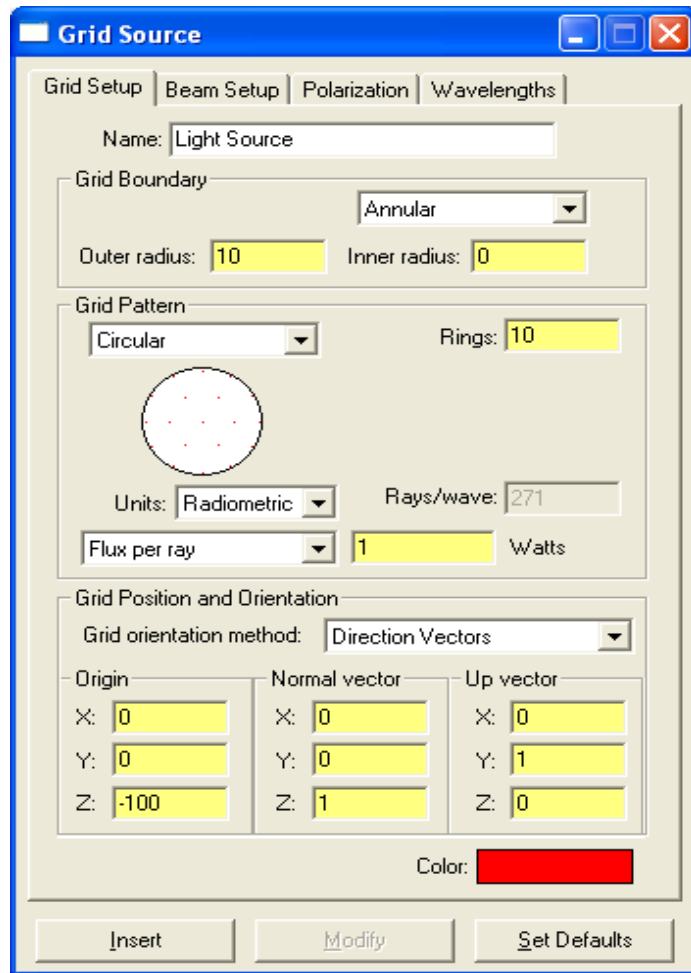 Grid Source
Grid Setup Beam Setup Polarization Wavelengths
Name: Light Source
Grid Boundary
Annular
Outer radius: 10 Inner radius: 0
Grid Pattern
Circular Rings: 10
Units: Radiometric Rays/wave: 271
Flux per ray 1 Watts
Grid Position and Orientation
Grid orientation method: Direction Vectors
Origin Normal vector Up vector
X: 0 X: 0 X: 0
Y: 0 Y: 0 Y: 1
Z: -100 Z: 1 Z: 0
Color:
Insert Modify Set Defaults